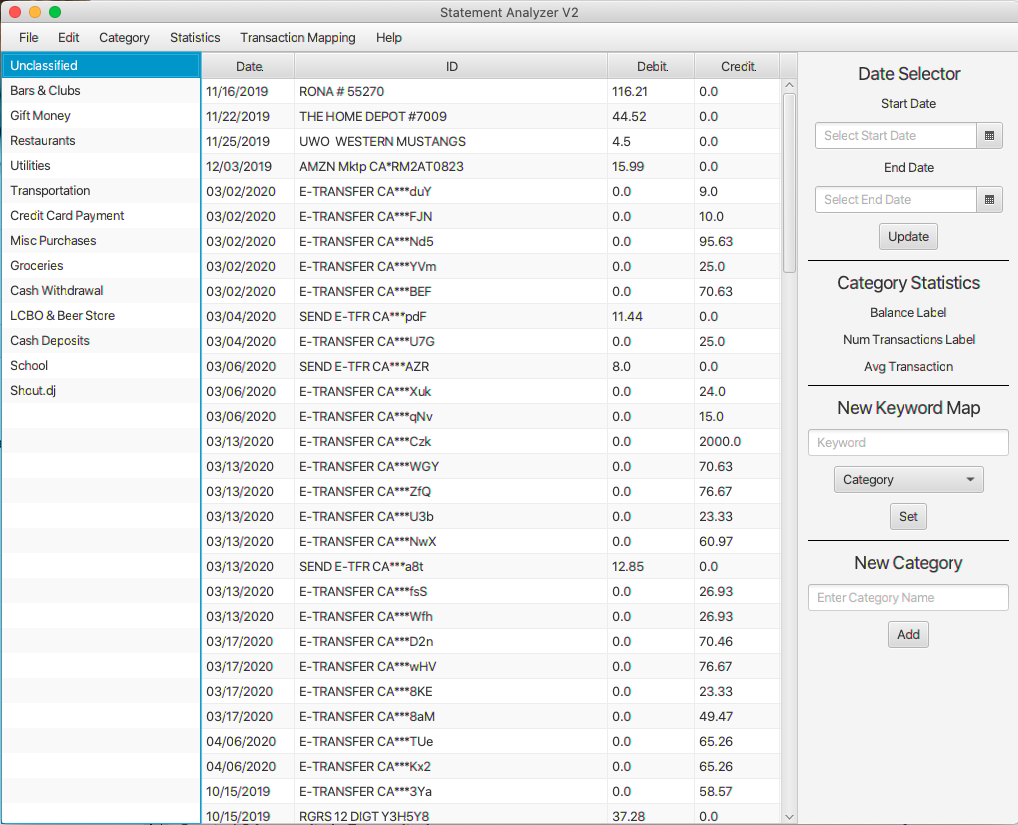 Statement Analyzer V2
File Edit Category Statistics Transaction Mapping Help
Unclassified
Bars & Clubs
Gift Money
Restaurants
Utilities
Transportation
Credit Card Payment
Misc Purchases
Groceries
Cash Withdrawal
LCBO & Beer Store
Cash Deposits
School
Shout.dj
Date. ID Debit. Credit.
11/16/2019 RONA # 55270 116.21 0.0
11/22/2019 THE HOME DEPOT #7009 44.52 0.0
11/25/2019 UWO WESTERN MUSTANGS 4.5 0.0
12/03/2019 AMZN Mktp CA*RM2AT0823 15.99 0.0
03/02/2020 E-TRANSFER CA***duY 0.0 9.0
03/02/2020 E-TRANSFER CA***FJN 0.0 10.0
03/02/2020 E-TRANSFER CA***Nd5 0.0 95.63
03/02/2020 E-TRANSFER CA***YVm 0.0 25.0
03/02/2020 E-TRANSFER CA***BEF 0.0 70.63
03/04/2020 SEND E-TFR CA***pdF 11.44 0.0
03/04/2020 E-TRANSFER CA***U7G 0.0 25.0
03/06/2020 SEND E-TFR CA***AZR 8.0 0.0
03/06/2020 E-TRANSFER CA***Xuk 0.0 24.0
03/06/2020 E-TRANSFER CA***qNv 0.0 15.0
03/13/2020 E-TRANSFER CA***Czk 0.0 2000.0
03/13/2020 E-TRANSFER CA***WGY 0.0 70.63
03/13/2020 E-TRANSFER CA***ZfQ 0.0 76.67
03/13/2020 E-TRANSFER CA***U3b 0.0 23.33
03/13/2020 E-TRANSFER CA***NwX 0.0 60.97
03/13/2020 SEND E-TFR CA***a8t 12.85 0.0
03/13/2020 E-TRANSFER CA***fsS 0.0 26.93
03/13/2020 E-TRANSFER CA***Wfh 0.0 26.93
03/17/2020 E-TRANSFER CA***D2n 0.0 70.46
03/17/2020 E-TRANSFER CA***wHV 0.0 76.67
03/17/2020 E-TRANSFER CA***8KE 0.0 23.33
03/17/2020 E-TRANSFER CA***8aM 0.0 49.47
04/06/2020 E-TRANSFER CA***TUe 0.0 65.26
04/06/2020 E-TRANSFER CA***Kx2 0.0 65.26
10/15/2019 E-TRANSFER CA***3Ya 0.0 58.57
10/15/2019 RGRS 12 DIGT Y3H5Y8 37.28 0.0
Date Selector
Start Date
Select Start Date
End Date
Select End Date
Update
Category Statistics
Balance Label
Num Transactions Label
Avg Transaction
New Keyword Map
Keyword
Category
Set
New Category
Enter Category Name
Add